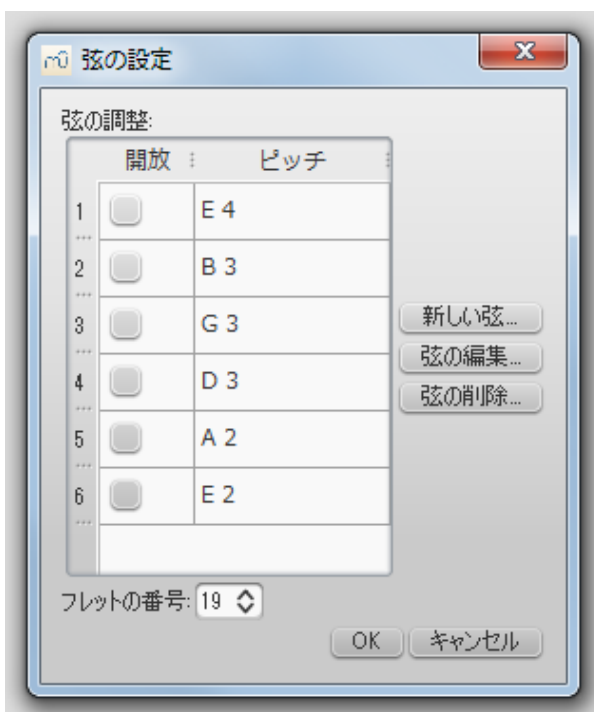 弦の設定
弦の調整:
開放 ピッチ
1 E 4
2 B 3
3 G 3
4 D 3
5 A 2
6 E 2
新しい弦...
弦の編集...
弦の削除...
フレットの番号: 19
OK キャンセル